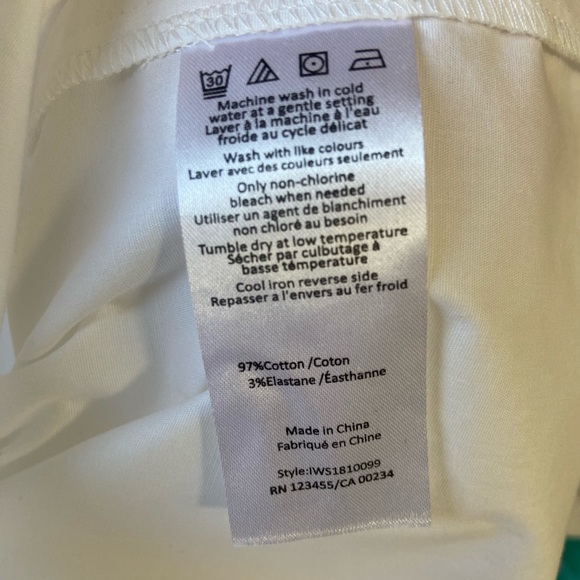 30
Machine wash in cold
water at a gentle setting
Laver à la machine à l'eau
froide au cycle délicat
Wash with like colours
Laver avec des couleurs seulement
Only non-chlorine
bleach when needed
Utiliser un agent de blanchiment
non chloré au besoin
Tumble dry at low temperature
Sécher par culbutage à
basse température
Cool iron reverse side
Repasser a l'envers au fer froid
97%Cotton /Coton
3%Elastane /Éasthanne
Made in China
Fabriqué en Chine
Style:IWS1810099
RN 123455/CA 00234